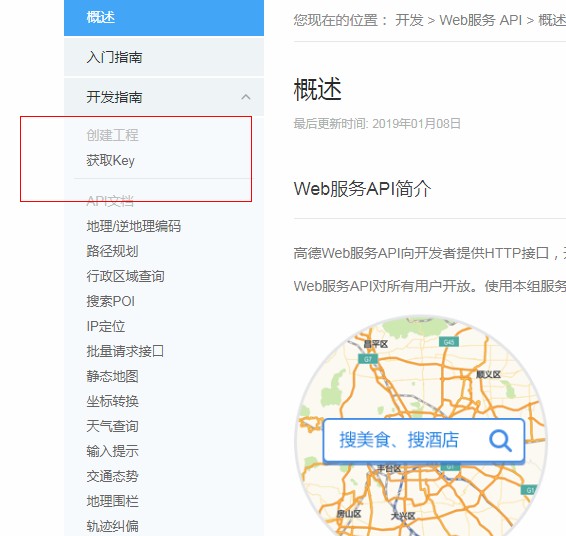 概述
入门指南
开发指南
创建工程
获取Key
API文档
地理/逆地理编码
路径规划
行政区域查询
搜索POI
IP定位
批量请求接口
静态地图
坐标转换
天气查询
输入提示
交通态势
地理围栏
轨迹纠偏
您现在的位置： 开发 > Web服务 API > 概述
概述
最后更新时间: 2019年01月08日
Web服务API简介
高德Web服务API向开发者提供HTTP接口，
Web服务API对所有用户开放。使用本组服务
昌平区
G45
G7
顺义区
搜美食、搜酒店
丰台区
G1
房山区
大兴区